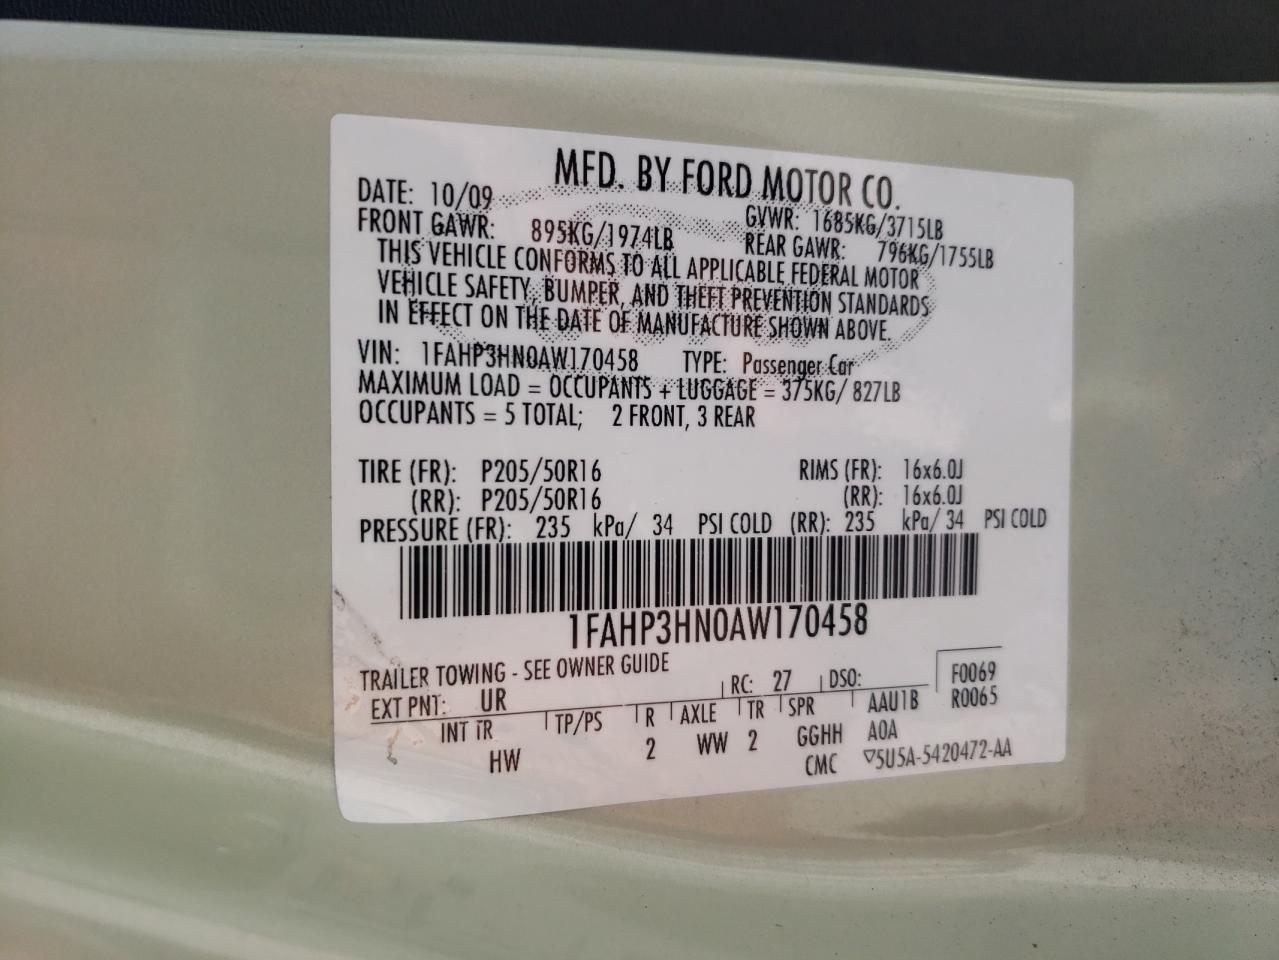 MFD. BY FORD MOTOR CO.
DATE: 10/09 GVWR: 1685KG/3715LB
FRONT GAWR: 895KG/1974LB REAR GAWR: 796KG/1755LB
THIS VEHICLE CONFORMS TO ALL APPLICABLE FEDERAL MOTOR
VEHICLE SAFETY, BUMPER, AND THEFT PREVENTION STANDARDS
IN EFFECT ON THE DATE OF MANUFACTURE SHOWN ABOVE.
VIN: 1FAHP3HN0AW170458 TYPE: Passenger Car
MAXIMUM LOAD = OCCUPANTS + LUGGAGE = 375KG/ 827LB
OCCUPANTS = 5 TOTAL; 2 FRONT, 3 REAR
TIRE (FR): P205/50R16 RIMS (FR): 16x6.0J
(RR): P205/50R16 (RR): 16x6.0J
PRESSURE (FR): 235 kPa/ 34 PSI COLD (RR): 235 kPa/ 34 PSI COLD
1FAHP3HN0AW170458
TRAILER TOWING - SEE OWNER GUIDE
EXT PNT: UR RC: 27 DSO: F0069
R0065
INT TR TP/PS R AXLE TR SPR AAU1B
HW 2 WW 2 GGHH AOA
CMC ▽5U5A-5420472-AA